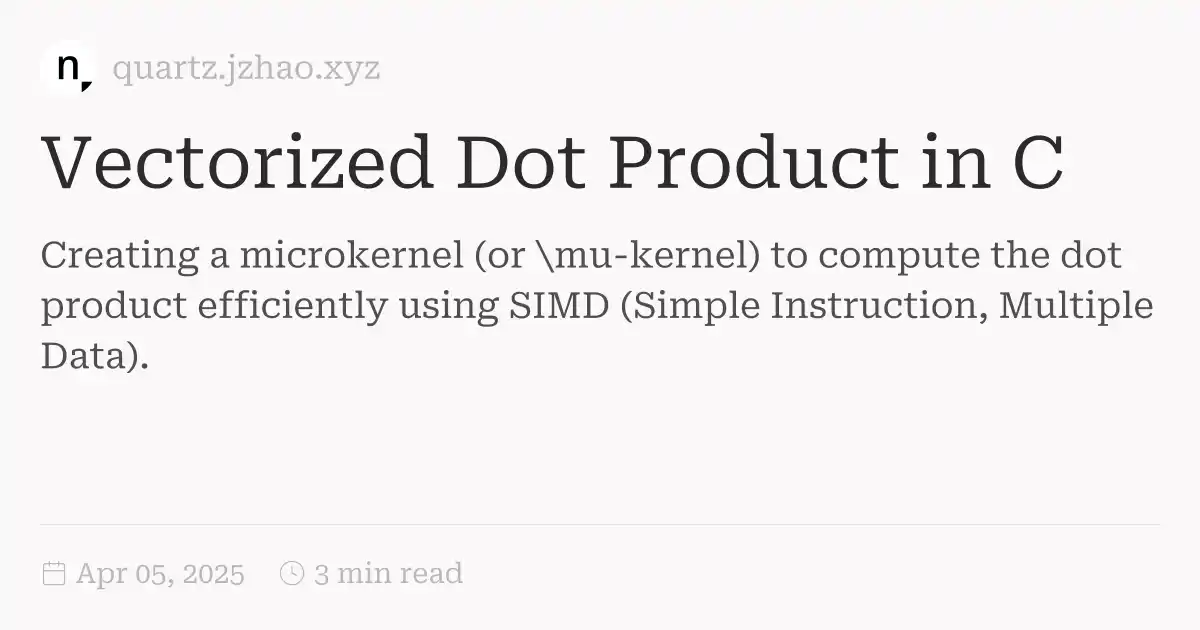 n
quartz.jzhao.xyz
Vectorized Dot Product in C
Creating a microkernel (or \mu-kernel) to compute the dot
product efficiently using SIMD (Simple Instruction, Multiple
Data).
Apr 05, 2025 3 min read